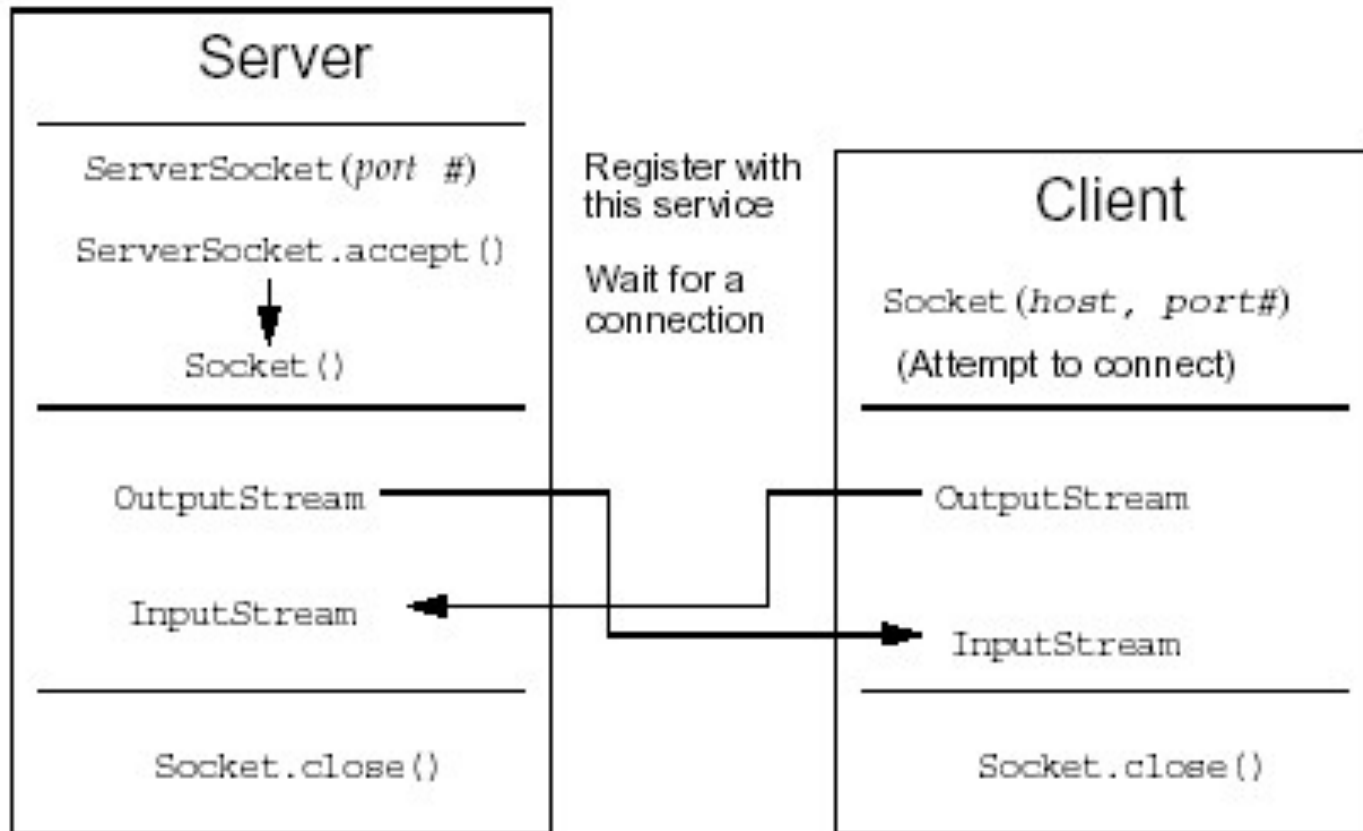 Server
ServerSocket(port #)
ServerSocket.accept()
Socket()
OutputStream
InputStream
Socket.close()
Register with
this service
Wait for a
connection
Client
Socket(host, port#)
(Attempt to connect)
OutputStream
InputStream
Socket.close()